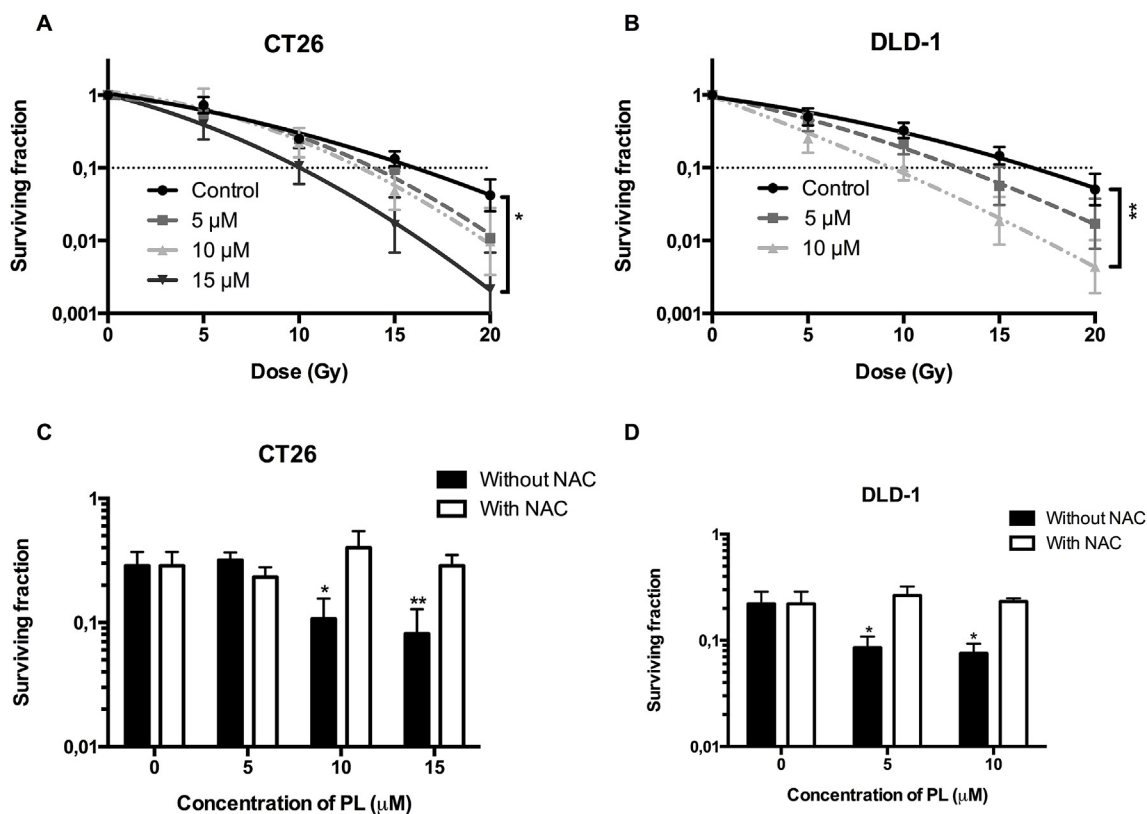 A
CT26
Surviving fraction
1
0,1
0,01
0,001
Control
5 μM
10 μM
15 μM
*
0
5
10
15
20
Dose (Gy)
B
DLD-1
Surviving fraction
1
0,1
0,01
0,001
Control
5 μM
10 μM
**
0
5
10
15
20
Dose (Gy)
C
CT26
Without NAC
With NAC
Surviving fraction
1
0,1
0,01
*
**
0
5
10
15
Concentration of PL (μM)
D
DLD-1
Without NAC
With NAC
Surviving fraction
1
0,1
0,01
*
*
0
5
10
Concentration of PL (μM)